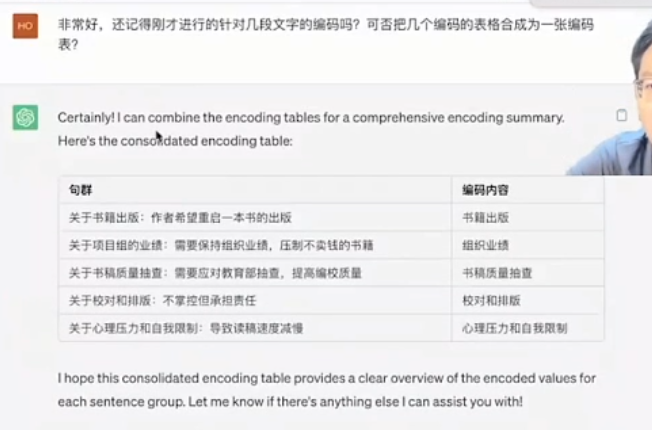 HO
非常好，还记得刚才进行的针对几段文字的编码吗？可否把几个编码的表格合成为一张编码
表？
Certainly! I can combine the encoding tables for a comprehensive encoding summary.
Here's the consolidated encoding table:
句群 编码内容
关于书籍出版：作者希望重启一本书的出版 书籍出版
关于项目组的业绩：需要保持组织业绩，压制不卖钱的书籍 组织业绩
关于书稿质量抽查：需要应对教育部抽查，提高编校质量 书稿质量抽查
关于校对和排版：不掌控但承担责任 校对和排版
关于心理压力和自我限制：导致读稿速度减慢 心理压力和自我限制
I hope this consolidated encoding table provides a clear overview of the encoded values for
each sentence group. Let me know if there's anything else I can assist you with!